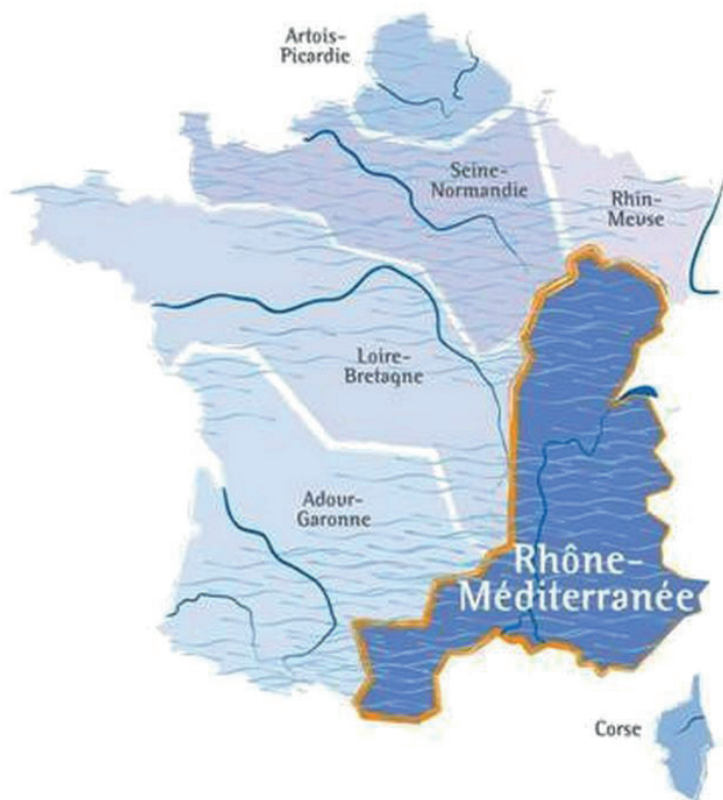 Artois-
Picardie
Seine-
Normandie
Rhin-
Meuse
Loire-
Bretagne
Adour-
Garonne
Rhône-
Méditerranée
Corse